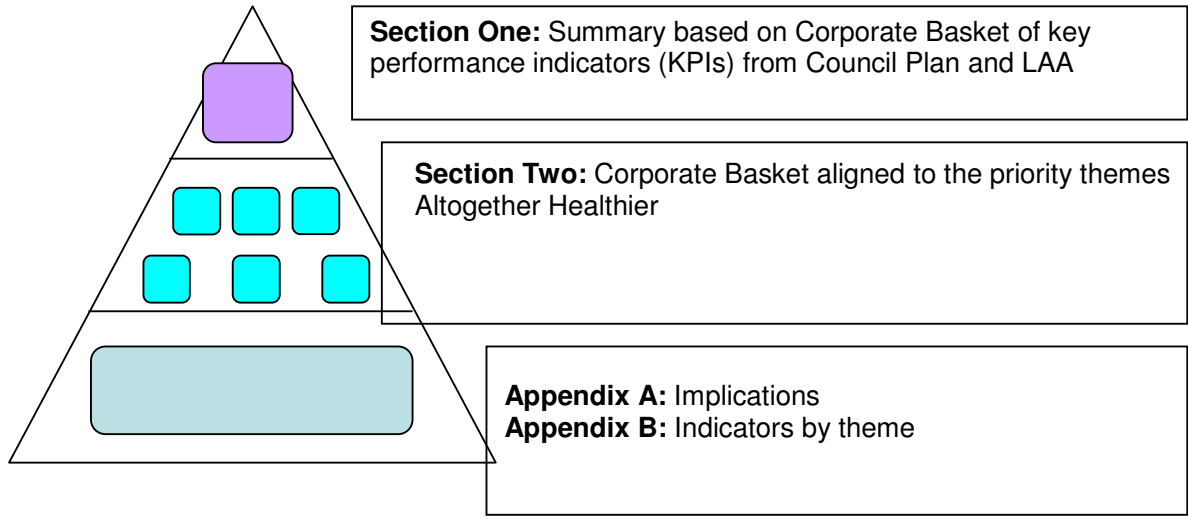 Section One: Summary based on Corporate Basket of key
performance indicators (KPIs) from Council Plan and LAA
Section Two: Corporate Basket aligned to the priority themes
Altogether Healthier
Appendix A: Implications
Appendix B: Indicators by theme